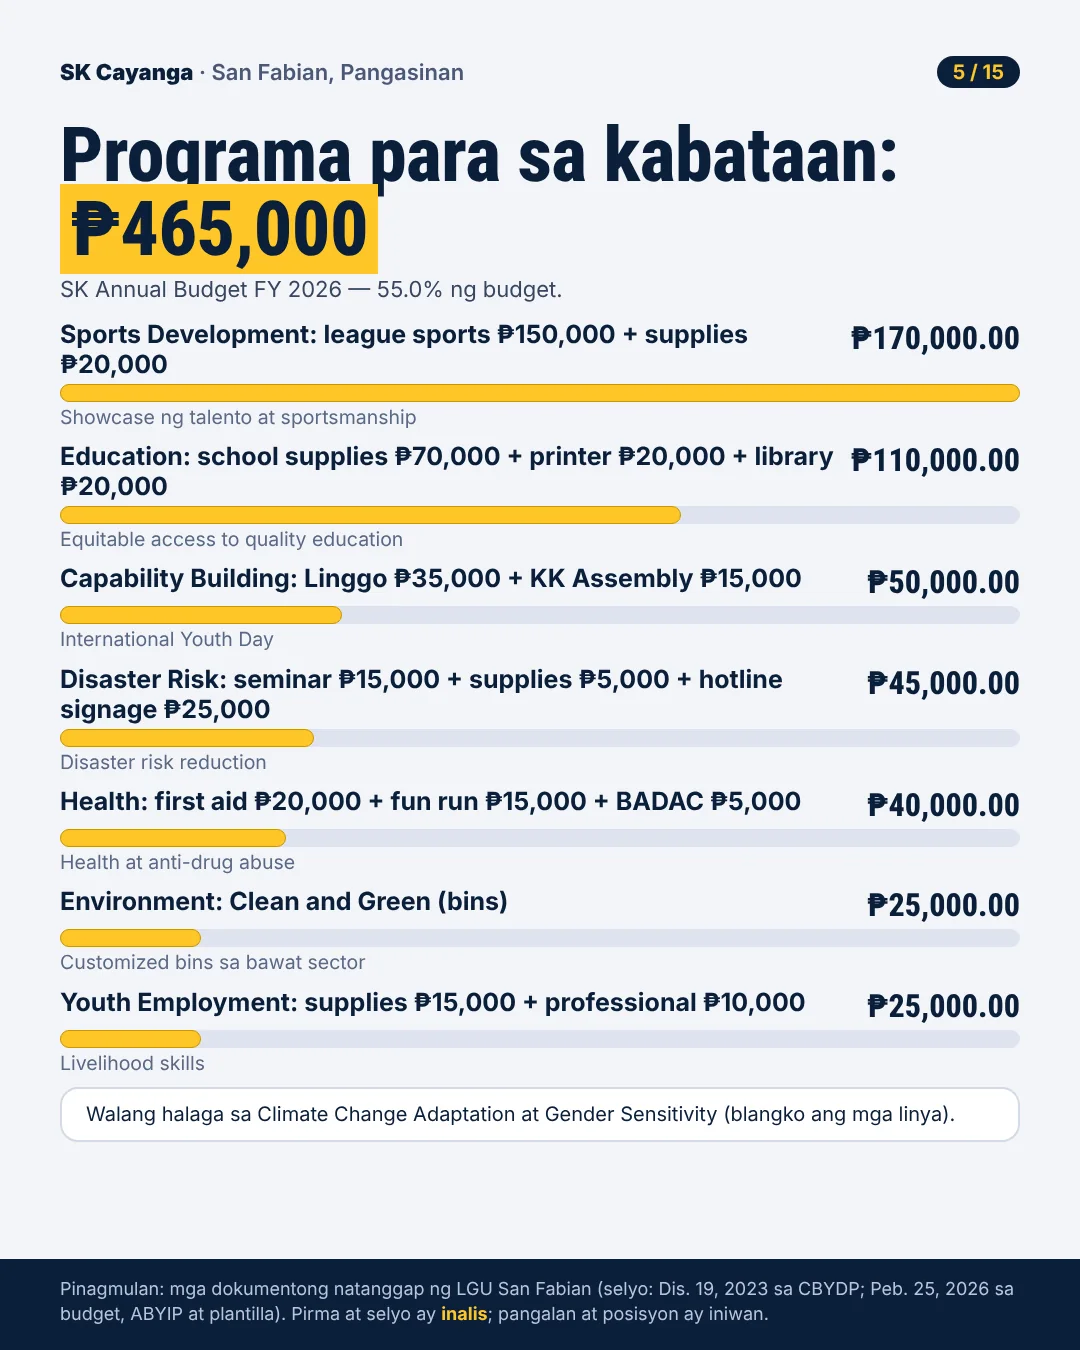 SK Cayanga · San Fabian, Pangasinan
5 / 15
Programa para sa kabataan:
₱465,000
SK Annual Budget FY 2026 — 55.0% ng budget.
Sports Development: league sports ₱150,000 + supplies
₱20,000
₱170,000.00
Showcase ng talento at sportsmanship
Education: school supplies ₱70,000 + printer ₱20,000 + library
₱20,000
₱110,000.00
Equitable access to quality education
Capability Building: Linggo ₱35,000 + KK Assembly ₱15,000
₱50,000.00
International Youth Day
Disaster Risk: seminar ₱15,000 + supplies ₱5,000 + hotline
signage ₱25,000
₱45,000.00
Disaster risk reduction
Health: first aid ₱20,000 + fun run ₱15,000 + BADAC ₱5,000
₱40,000.00
Health at anti-drug abuse
Environment: Clean and Green (bins)
₱25,000.00
Customized bins sa bawat sector
Youth Employment: supplies ₱15,000 + professional ₱10,000
₱25,000.00
Livelihood skills
Walang halaga sa Climate Change Adaptation at Gender Sensitivity (blangko ang mga linya).
Pinagmulan: mga dokumentong natanggap ng LGU San Fabian (selyo: Dis. 19, 2023 sa CBYDP; Peb. 25, 2026 sa
budget, ABYIP at plantilla). Pirma at selyo ay inalis; pangalan at posisyon ay iniwan.